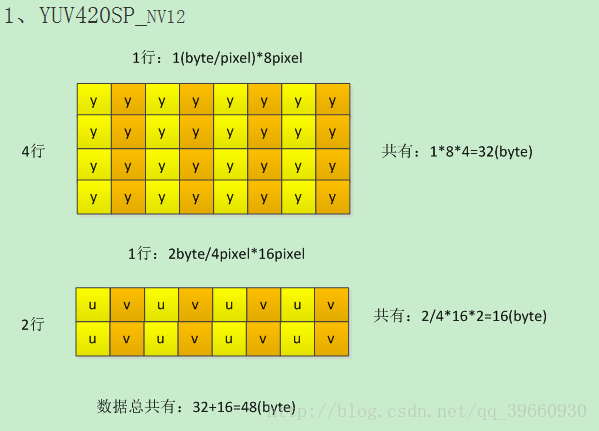 1、YUV420SP_NV12
1行：1(byte/pixel)*8pixel
y y y y y y y y
y y y y y y y y
4行
共有：1*8*4=32(byte)
y y y y y y y y
y y y y y y y y
1行：2byte/4pixel*16pixel
u v u v u v u v
2行
共有：2/4*16*2=16(byte)
u v u v u v u v
数据总共有：32+16=48(byte)
http://blog.csdn.net/qq_39660930